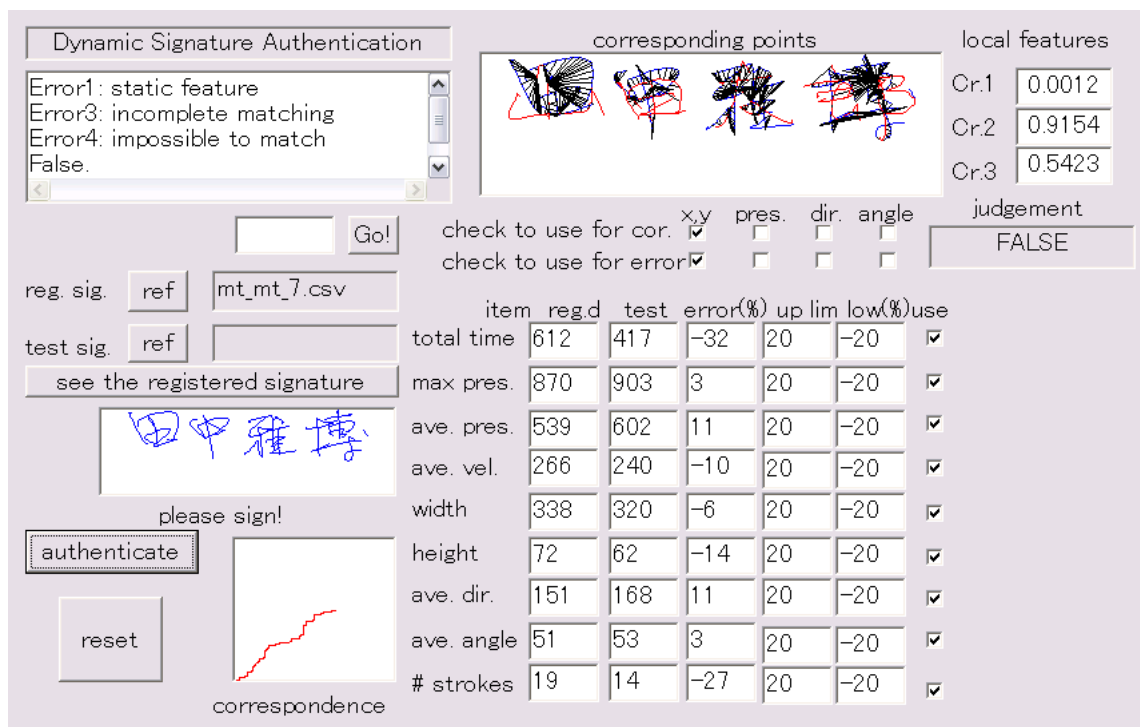 Dynamic Signature Authentication
Error1: static feature
Error3: incomplete matching
Error4: impossible to match
False.
Go!
reg. sig. ref mt_mt_7.csv
test sig. ref
see the registered signature
田中雅博
please sign!
authenticate
reset
correspondence
corresponding points
田中雅博
local features
Cr.1 0.0012
Cr.2 0.9154
Cr.3 0.5423
judgement
FALSE
x,y pres. dir. angle
check to use for cor.
check to use for error
item reg.d test error(%) up lim low(%) use
total time 612 417 -32 20 -20
max pres. 870 903 3 20 -20
ave. pres. 539 602 11 20 -20
ave. vel. 266 240 -10 20 -20
width 338 320 -6 20 -20
height 72 62 -14 20 -20
ave. dir. 151 168 11 20 -20
ave. angle 51 53 3 20 -20
# strokes 19 14 -27 20 -20